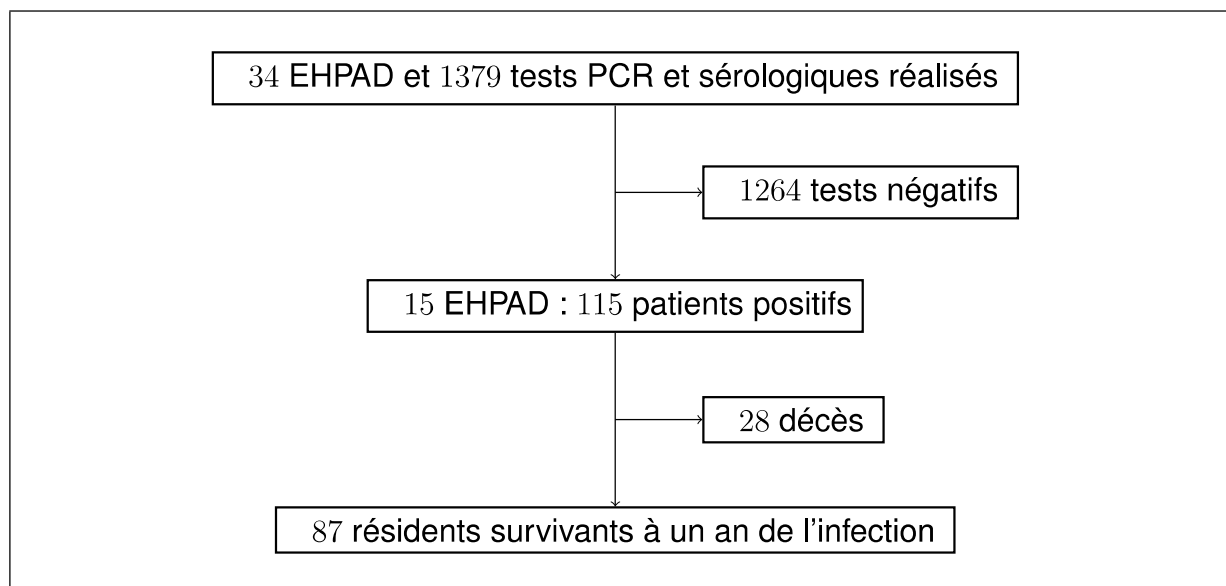 34 EHPAD et 1379 tests PCR et sérologiques réalisés
1264 tests négatifs
15 EHPAD : 115 patients positifs
28 décès
87 résidents survivants à un an de l'infection